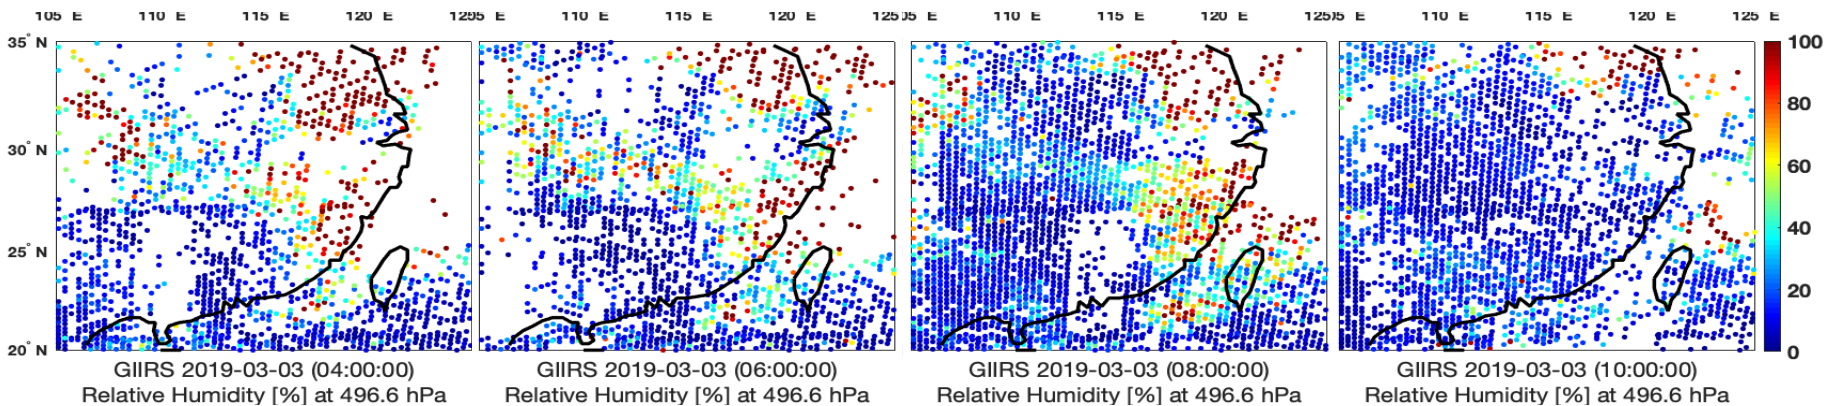 105 E 110 E 115 E 120 E 125 E 110 E 115 E 120 E 125 E 110 E 115 E 120 E 125 E 110 E 115 E 120 E 125 E
35° N
30° N
25° N
20° N
100
80
60
40
20
0
GIIRS 2019-03-03 (04:00:00)
Relative Humidity [%] at 496.6 hPa
GIIRS 2019-03-03 (06:00:00)
Relative Humidity [%] at 496.6 hPa
GIIRS 2019-03-03 (08:00:00)
Relative Humidity [%] at 496.6 hPa
GIIRS 2019-03-03 (10:00:00)
Relative Humidity [%] at 496.6 hPa